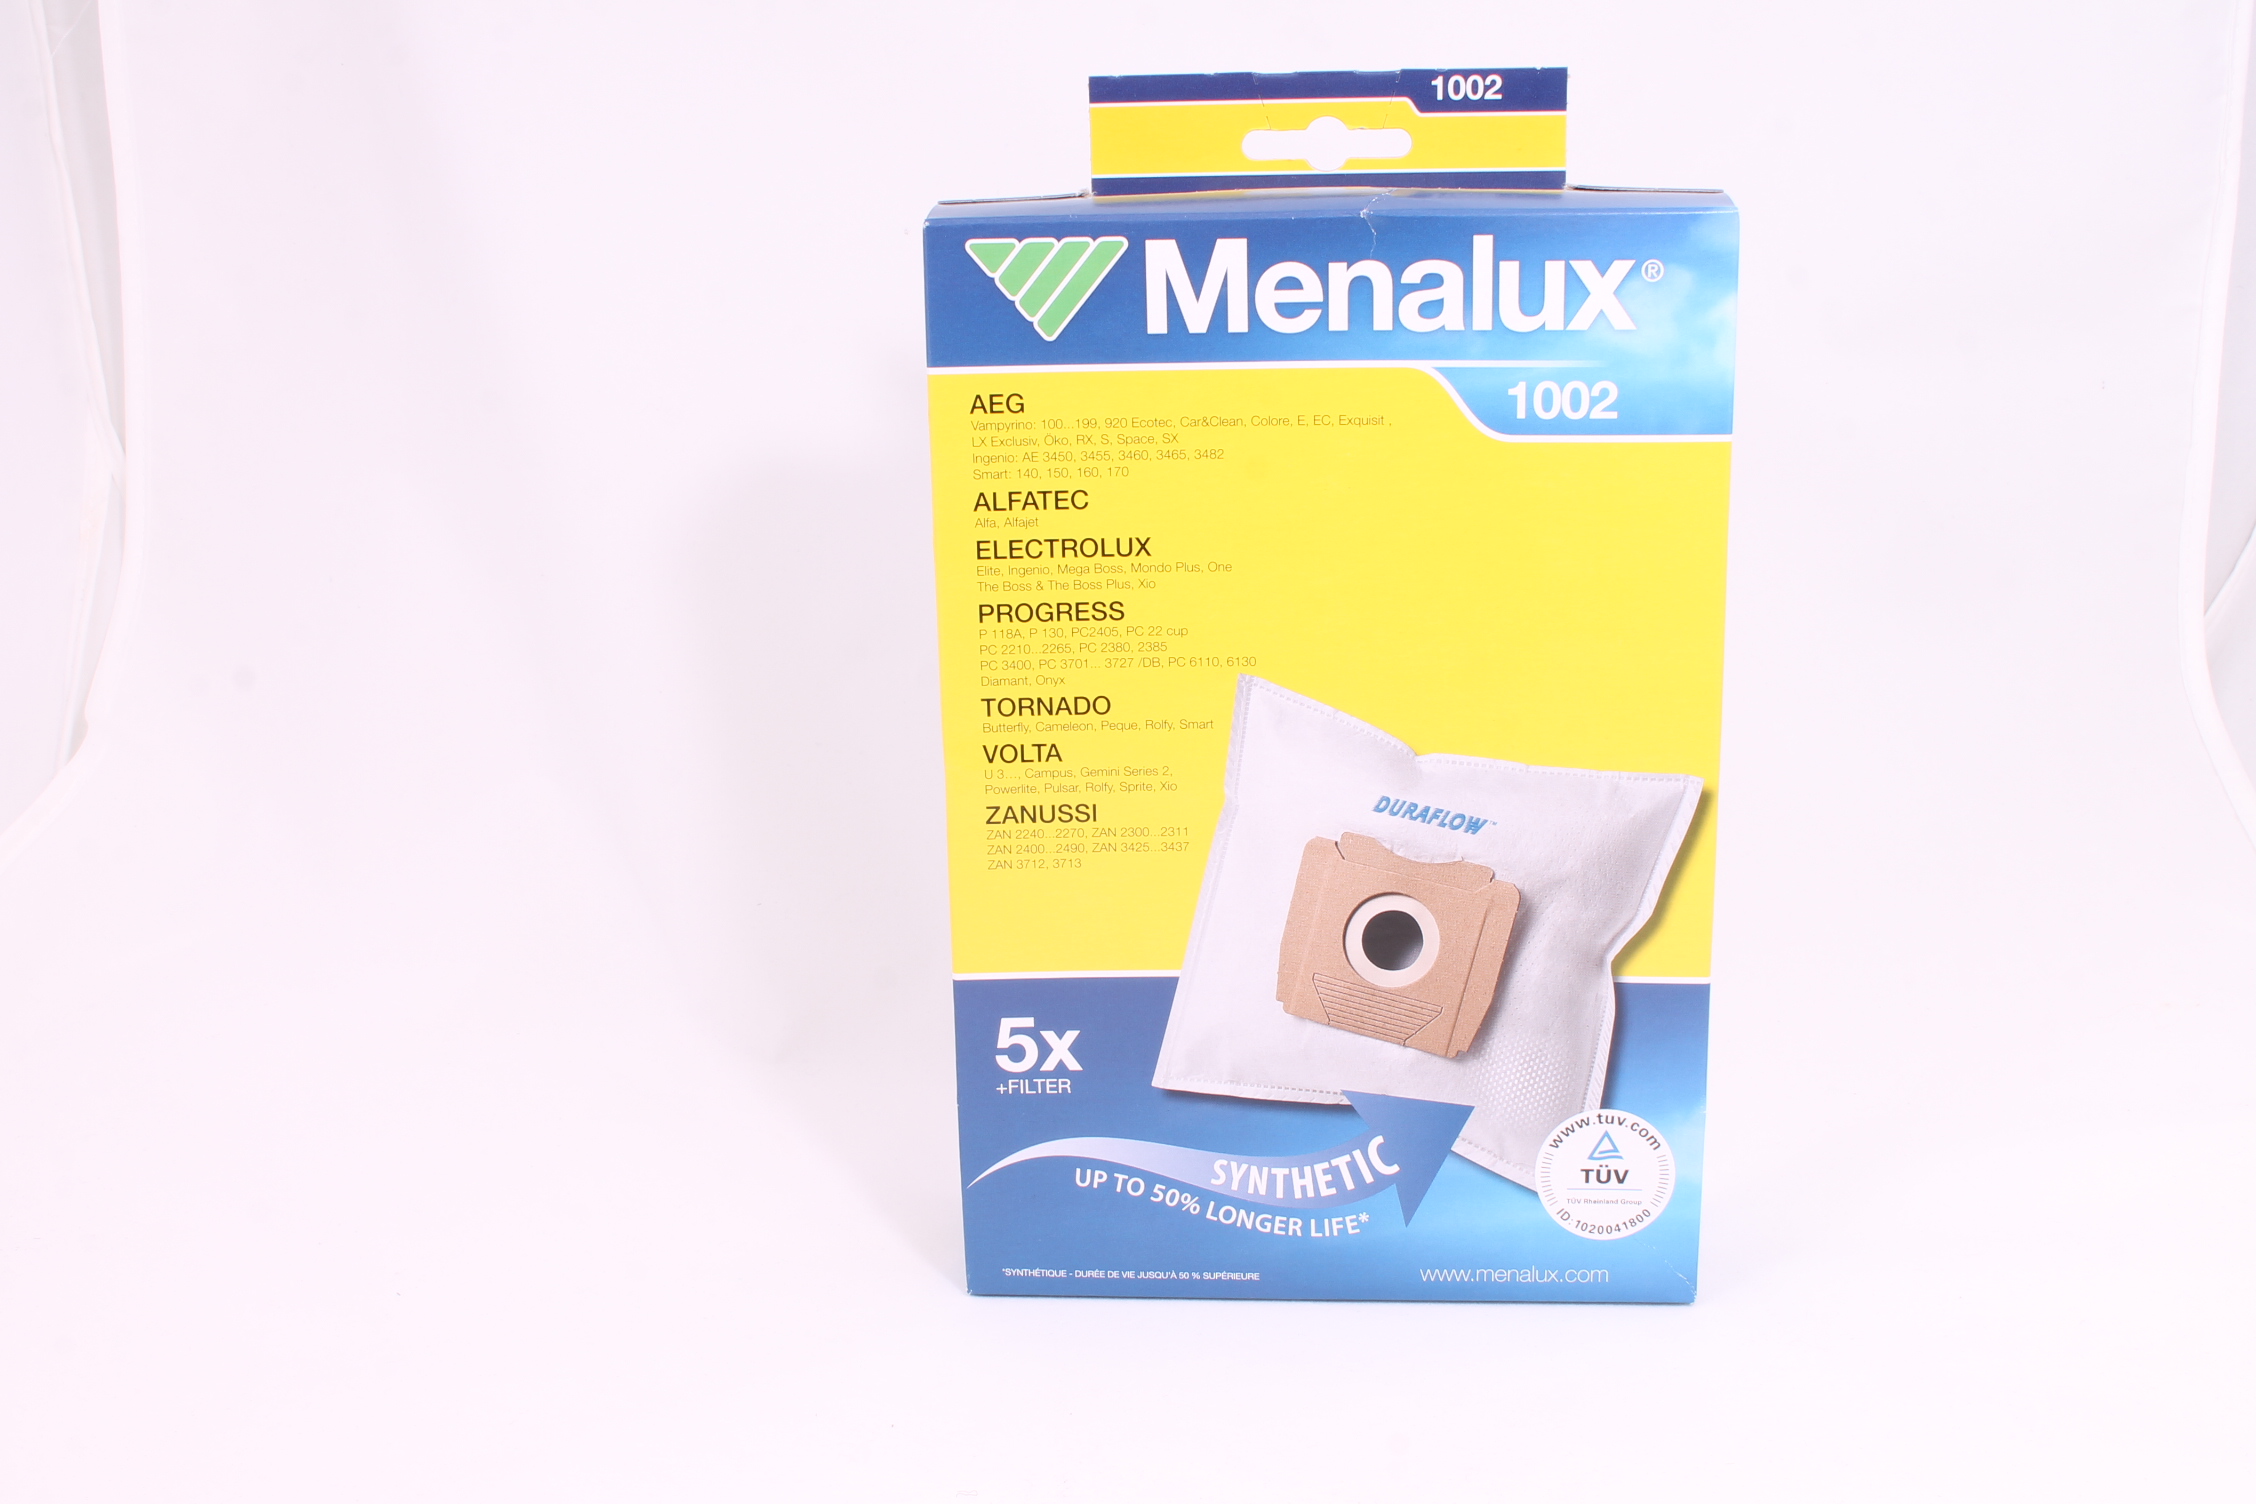 1002
Menalux®
1002
AEG
Vampyrino: 100...199, 920 Ecotec, Car&Clean, Colore, E, EC, Exquisit ,
LX Exclusiv, Öko, RX, S, Space, SX
Ingenio: AE 3450, 3455, 3460, 3465, 3482
Smart: 140, 150, 160, 170
ALFATEC
Alfa, Alfajet
ELECTROLUX
Elite, Ingenio, Mega Boss, Mondo Plus, One
The Boss & The Boss Plus, Xio
PROGRESS
P 118A, P 130, PC2405, PC 22 cup
PC 2210...2265, PC 2380, 2385
PC 3400, PC 3701... 3727 /DB, PC 6110, 6130
Diamant, Onyx
TORNADO
Butterfly, Cameleon, Peque, Rolfy, Smart
VOLTA
U 3..., Campus, Gemini Series 2,
Powerlite, Pulsar, Rolfy, Sprite, Xio
ZANUSSI
ZAN 2240...2270, ZAN 2300...2311
ZAN 2400...2490, ZAN 3425...3437
ZAN 3712, 3713
DURAFLOW™
5x
+FILTER
SYNTHETIC
UP TO 50% LONGER LIFE*
www.tuv.com
TÜV
TÜV Rheinland Group
ID:1020041800
*SYNTHÉTIQUE - DURÉE DE VIE JUSQU'À 50 % SUPÉRIEURE
www.menalux.com